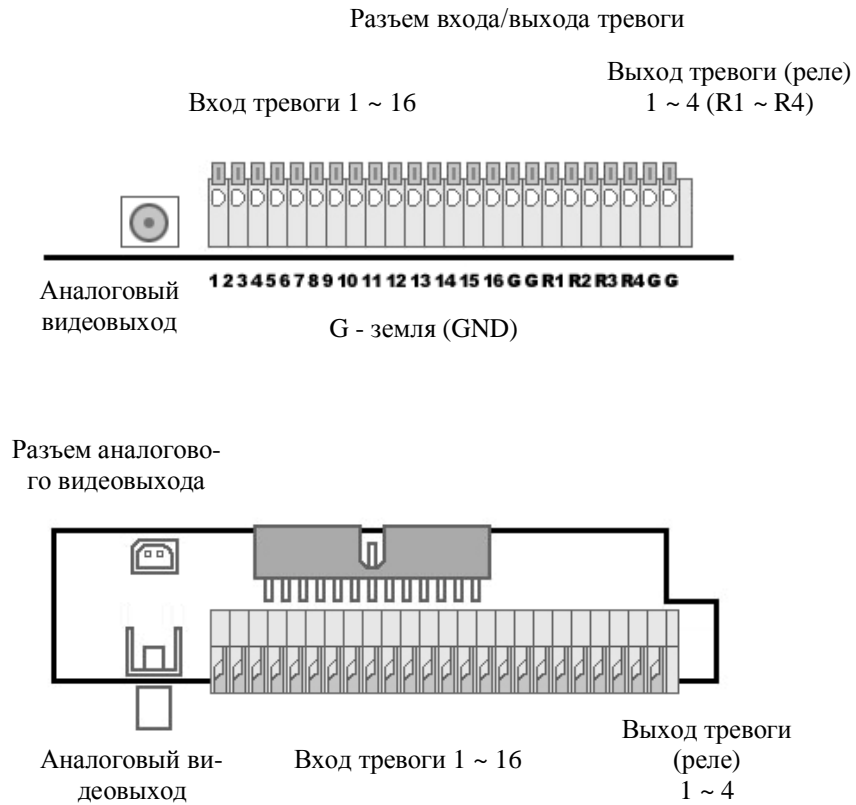 Разъем входа/выхода тревоги
Выход тревоги (реле)
Вход тревоги 1 ~ 16
1 ~ 4 (R1 ~ R4)
1 2 3 4 5 6 7 8 9 10 11 12 13 14 15 16 G G R1 R2 R3 R4 G G
Аналоговый
видеовыход
G - земля (GND)
Разъем аналогово-
го видеовыхода
Выход тревоги
(реле)
1 ~ 4
Вход тревоги 1 ~ 16
Аналоговый ви-
деовыход